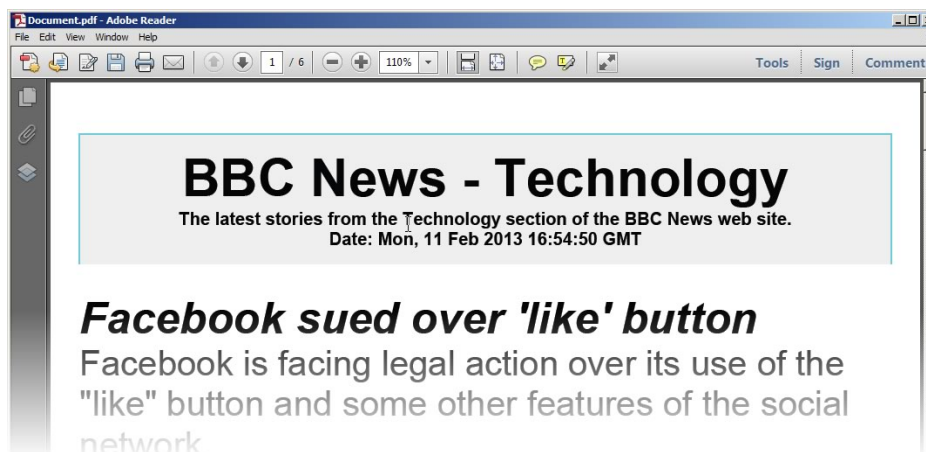 Document.pdf - Adobe Reader
File Edit View Window Help
1 / 6 110% Tools Sign Comment
BBC News - Technology
The latest stories from the Technology section of the BBC News web site.
Date: Mon, 11 Feb 2013 16:54:50 GMT
Facebook sued over 'like' button
Facebook is facing legal action over its use of the
"like" button and some other features of the social
network